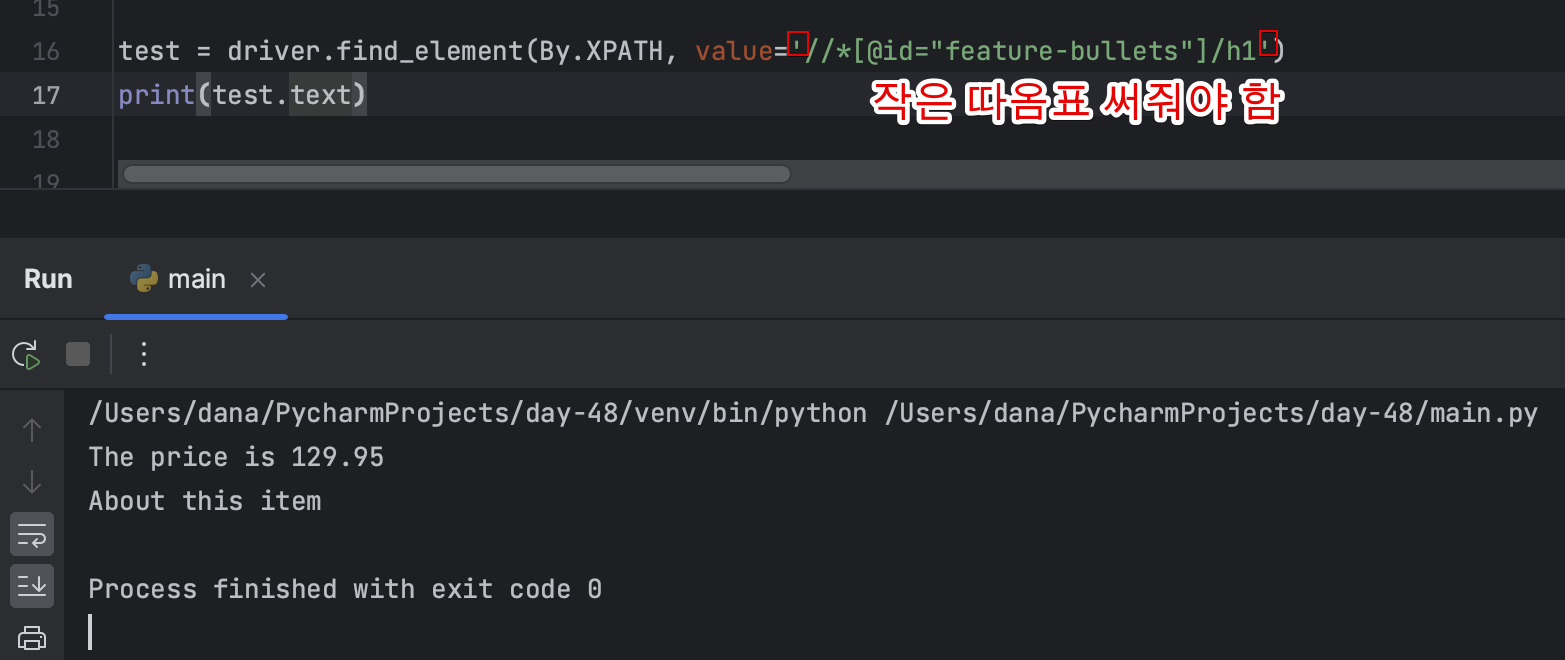 15
16 test = driver.find_element(By.XPATH, value='//*[@id="feature-bullets"]/h1')
17 print(test.text)
작은 따옴표 써줘야 함
18
19
Run main
/Users/dana/PycharmProjects/day-48/venv/bin/python /Users/dana/PycharmProjects/day-48/main.py
The price is 129.95
About this item
Process finished with exit code 0